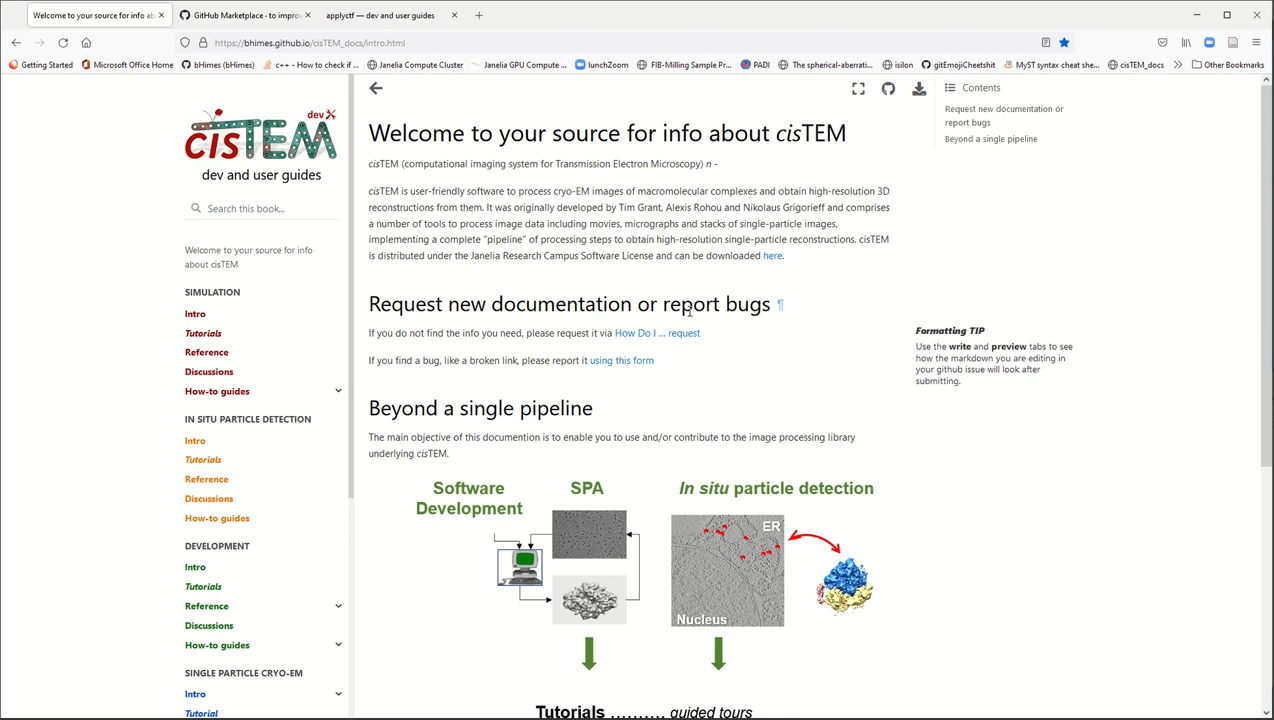 Welcome to your source for info ab
GitHub Marketplace - to improv
applyctf — dev and user guides
https://bhimes.github.io/cisTEM_docs/intro.html
Getting Started
Microsoft Office Home
bHimes (bHimes)
c++ - How to check if ...
Janelia Compute Cluster
Janelia GPU Compute ...
lunchZoom
FIB-Milling Sample Pr...
PADI
The spherical-aberrati...
isilon
gitEmojiCheetshit
MyST syntax cheat she...
cisTEM_docs
Other Bookmarks
cisTEM dev
dev and user guides
Search this book...
Welcome to your source for info
about cisTEM
SIMULATION
Intro
Tutorials
Reference
Discussions
How-to guides
IN SITU PARTICLE DETECTION
Intro
Tutorials
Reference
Discussions
How-to guides
DEVELOPMENT
Intro
Tutorials
Reference
Discussions
How-to guides
SINGLE PARTICLE CRYO-EM
Intro
Tutorial
Welcome to your source for info about cisTEM
cisTEM (computational imaging system for Transmission Electron Microscopy) n -
cisTEM is user-friendly software to process cryo-EM images of macromolecular complexes and obtain high-resolution 3D
reconstructions from them. It was originally developed by Tim Grant, Alexis Rohou and Nikolaus Grigorieff and comprises
a number of tools to process image data including movies, micrographs and stacks of single-particle images,
implementing a complete "pipeline" of processing steps to obtain high-resolution single-particle reconstructions. cisTEM
is distributed under the Janelia Research Campus Software License and can be downloaded here.
Request new documentation or report bugs ¶
If you do not find the info you need, please request it via How Do I ... request
If you find a bug, like a broken link, please report it using this form
Beyond a single pipeline
The main objective of this documention is to enable you to use and/or contribute to the image processing library
underlying cisTEM.
Software
Development
SPA
In situ particle detection
ER
Nucleus
Tutorials .......... guided tours
Contents
Request new documentation or
report bugs
Beyond a single pipeline
Formatting TIP
Use the write and preview tabs to see
how the markdown you are editing in
your github issue will look after
submitting.